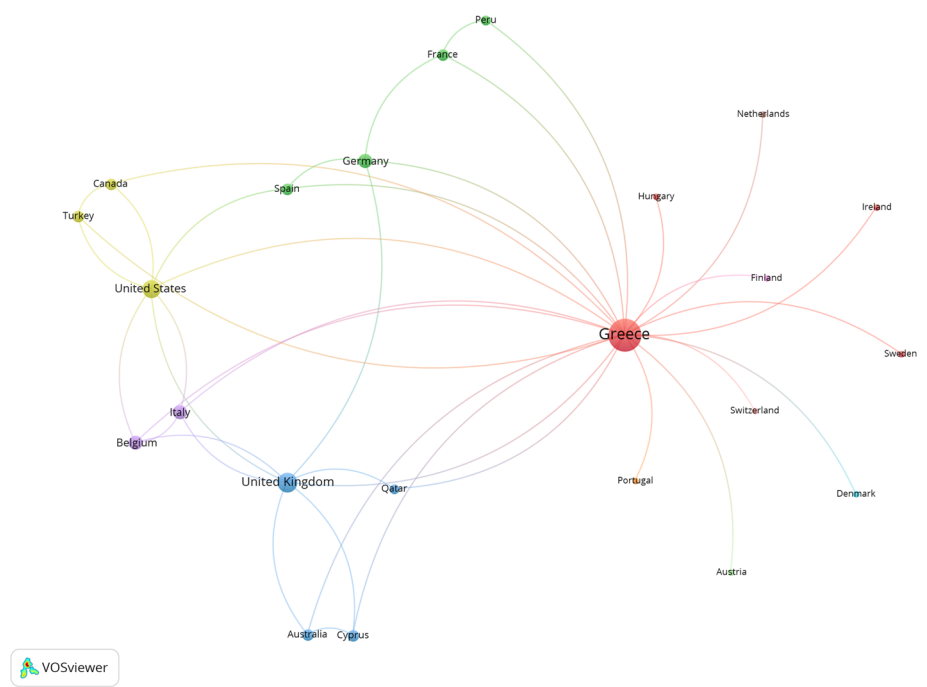 Peru
France
Netherlands
Germany
Canada
Spain
Hungary
Ireland
Turkey
Finland
United States
Greece
Sweden
Switzerland
Italy
Belgium
Portugal
United Kingdom
Qatar
Denmark
Austria
Australia
Cyprus
VOSviewer